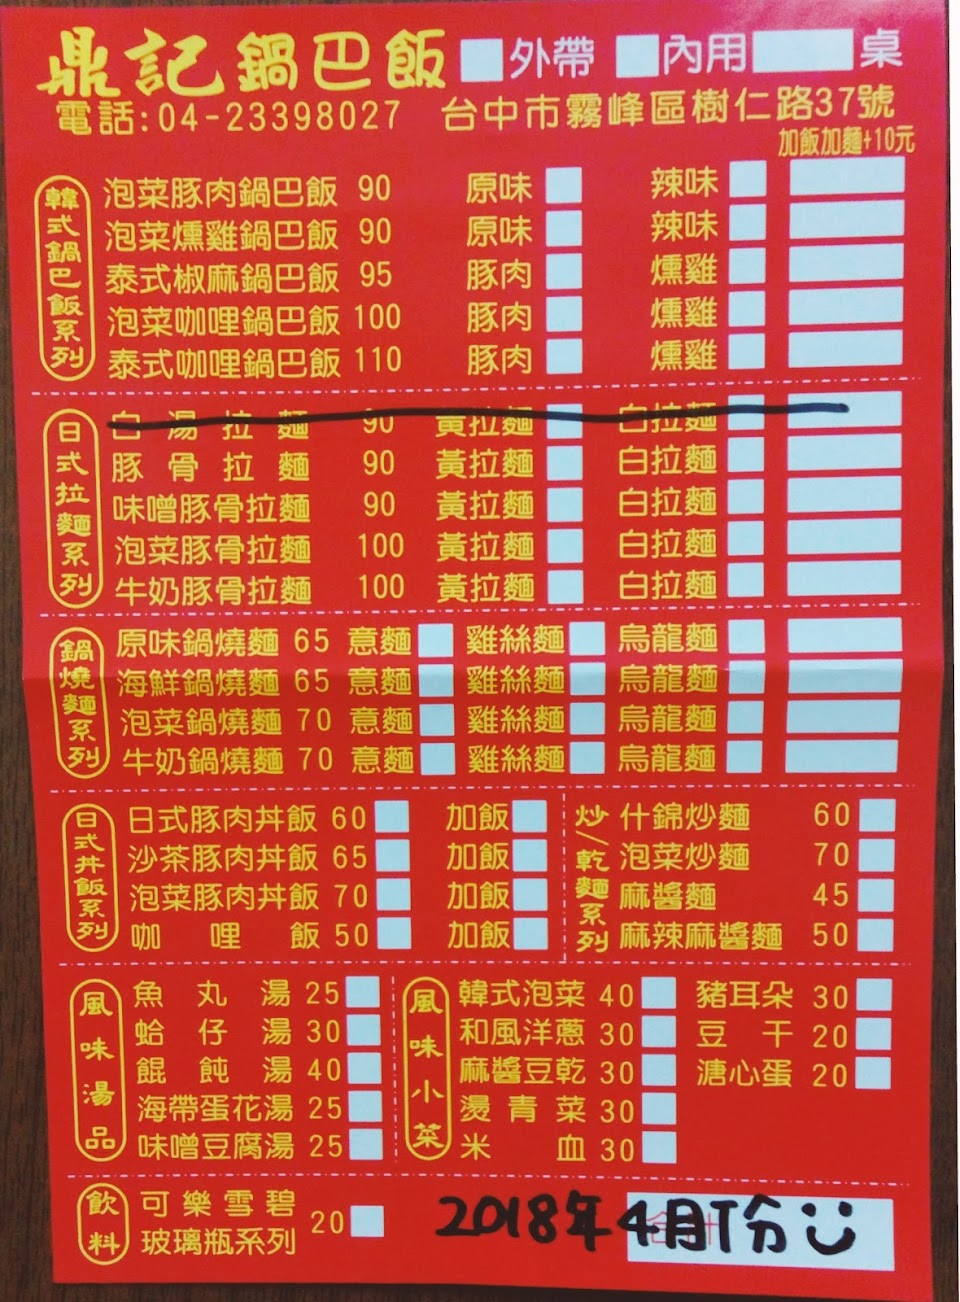 鼎記鍋巴飯 外帶 內用 桌
電話:04-23398027 台中市霧峰區樹仁路37號
加飯加麵+10元
韓式鍋巴飯系列
泡菜豚肉鍋巴飯 90 原味 辣味
泡菜燻雞鍋巴飯 90 原味 辣味
泰式椒麻鍋巴飯 95 豚肉 燻雞
泡菜咖哩鍋巴飯 100 豚肉 燻雞
泰式咖哩鍋巴飯 110 豚肉 燻雞
日式拉麵系列
白湯拉麵 90 黃拉麵 白拉麵
豚骨拉麵 90 黃拉麵 白拉麵
味噌豚骨拉麵 90 黃拉麵 白拉麵
泡菜豚骨拉麵 100 黃拉麵 白拉麵
牛奶豚骨拉麵 100 黃拉麵 白拉麵
鍋燒麵系列
原味鍋燒麵 65 意麵 雞絲麵 烏龍麵
海鮮鍋燒麵 65 意麵 雞絲麵 烏龍麵
泡菜鍋燒麵 70 意麵 雞絲麵 烏龍麵
牛奶鍋燒麵 70 意麵 雞絲麵 烏龍麵
日式丼飯系列
日式豚肉丼飯 60 加飯
沙茶豚肉丼飯 65 加飯
泡菜豚肉丼飯 70 加飯
咖哩飯 50 加飯
炒/乾麵系列
什錦炒麵 60
泡菜炒麵 70
麻醬麵 45
麻辣麻醬麵 50
風味湯品
魚丸湯 25
蛤仔湯 30
餛飩湯 40
海帶蛋花湯 25
味噌豆腐湯 25
風味小菜
韓式泡菜 40 豬耳朵 30
和風洋蔥 30 豆干 20
麻醬豆乾 30 溏心蛋 20
燙青菜 30
米血 30
飲料
可樂雪碧
玻璃瓶系列 20
合計
2018年4月份